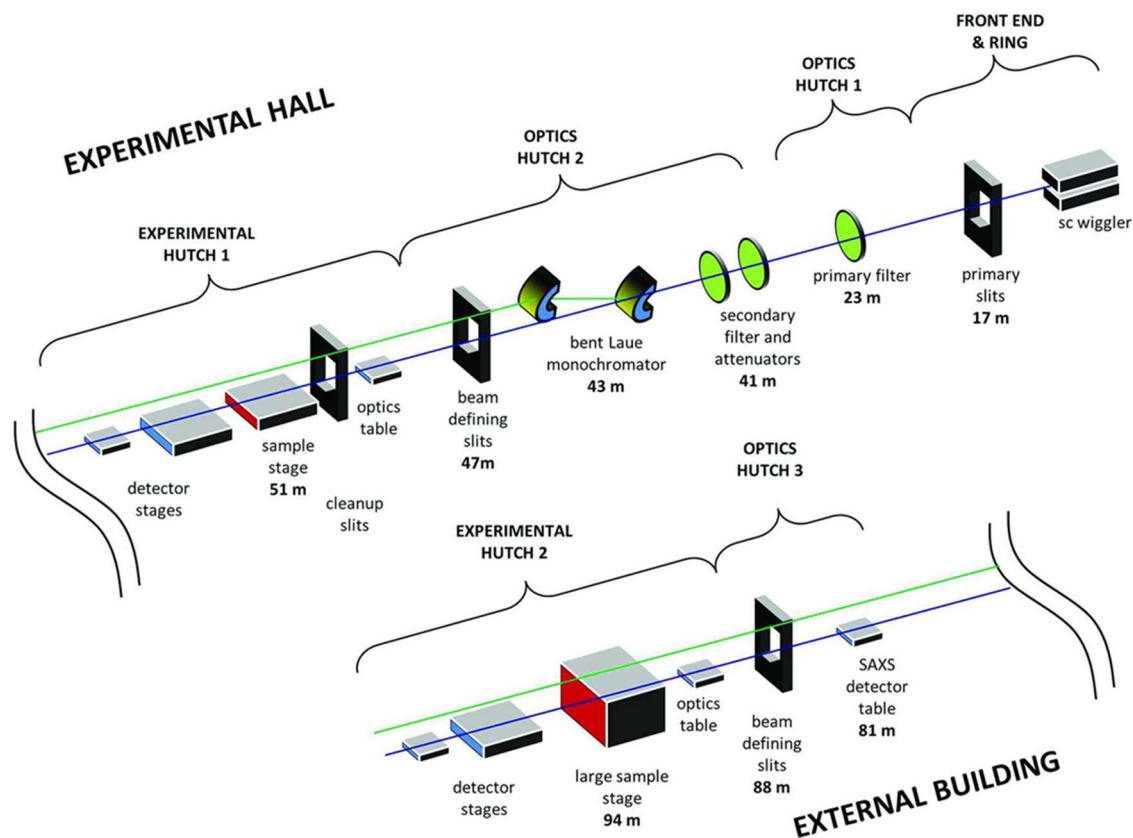 FRONT END
& RING
OPTICS
HUTCH 1
EXPERIMENTAL HALL
OPTICS
HUTCH 2
EXPERIMENTAL
HUTCH 1
sc wiggler
primary
slits
17 m
primary filter
23 m
secondary
filter and
attenuators
41 m
bent Laue
monochromator
43 m
beam
defining
slits
47m
optics
table
cleanup
slits
sample
stage
51 m
detector
stages
OPTICS
HUTCH 3
EXPERIMENTAL
HUTCH 2
SAXS
detector
table
81 m
beam
defining
slits
88 m
optics
table
large sample
stage
94 m
detector
stages
EXTERNAL BUILDING